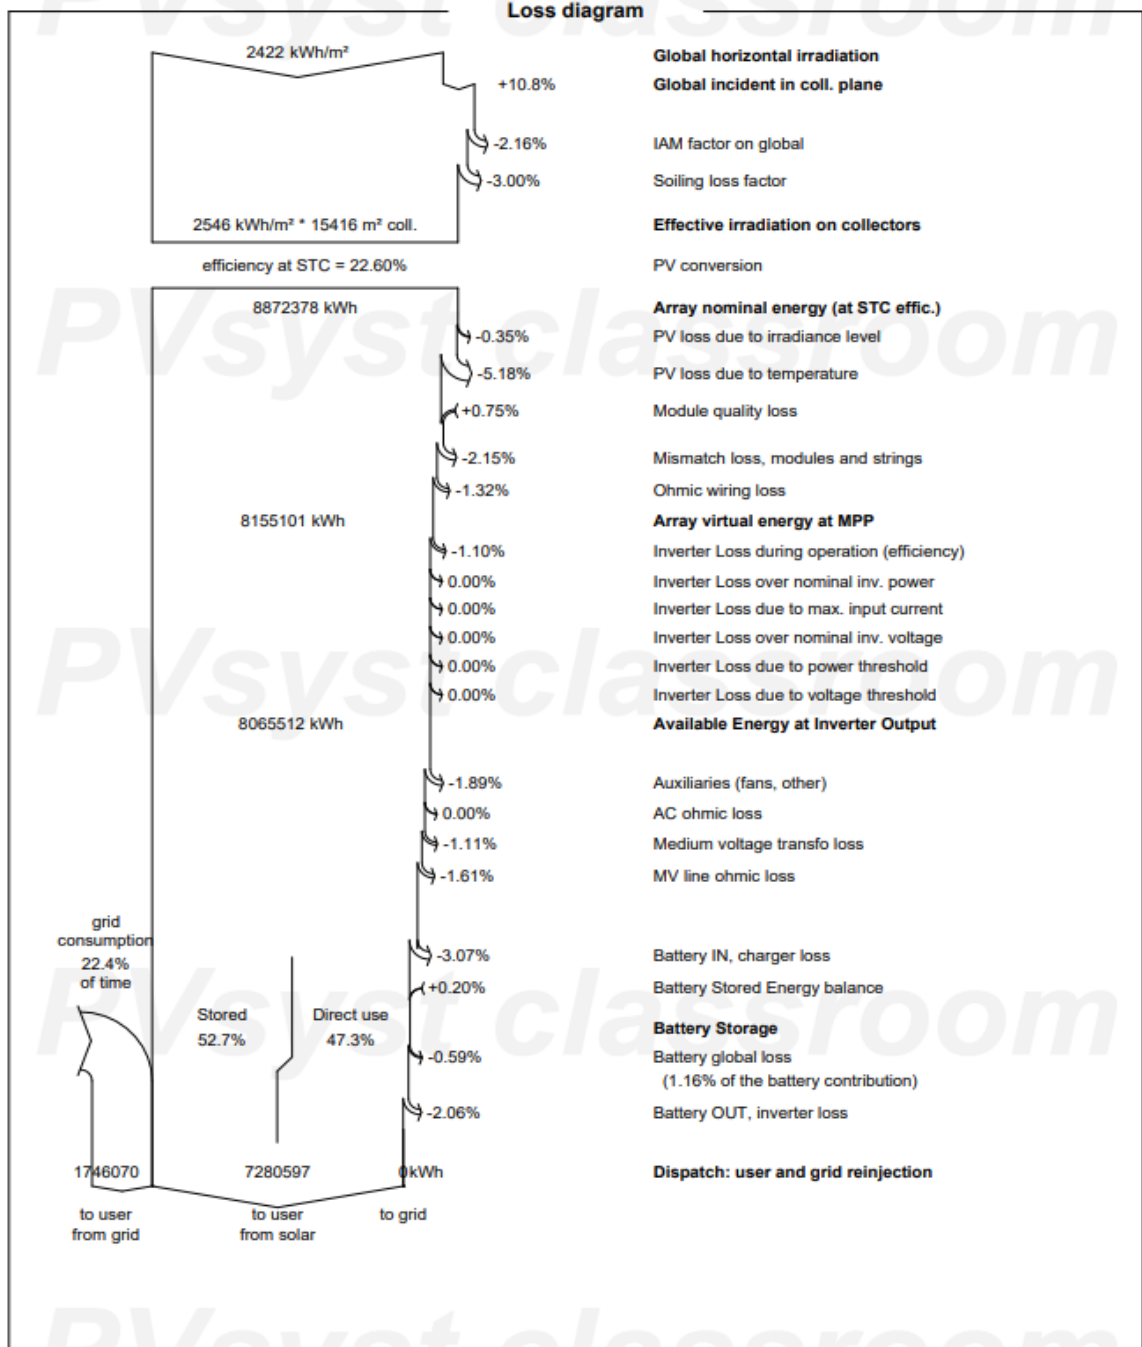 Loss diagram
2422 kWh/m² Global horizontal irradiation
+10.8% Global incident in coll. plane
-2.16% IAM factor on global
-3.00% Soiling loss factor
2546 kWh/m² * 15416 m² coll. Effective irradiation on collectors
efficiency at STC = 22.60% PV conversion
8872378 kWh Array nominal energy (at STC effic.)
-0.35% PV loss due to irradiance level
-5.18% PV loss due to temperature
+0.75% Module quality loss
-2.15% Mismatch loss, modules and strings
-1.32% Ohmic wiring loss
8155101 kWh Array virtual energy at MPP
-1.10% Inverter Loss during operation (efficiency)
0.00% Inverter Loss over nominal inv. power
0.00% Inverter Loss due to max. input current
0.00% Inverter Loss over nominal inv. voltage
0.00% Inverter Loss due to power threshold
0.00% Inverter Loss due to voltage threshold
8065512 kWh Available Energy at Inverter Output
-1.89% Auxiliaries (fans, other)
0.00% AC ohmic loss
-1.11% Medium voltage transfo loss
-1.61% MV line ohmic loss
grid
consumption
22.4%
of time
-3.07% Battery IN, charger loss
+0.20% Battery Stored Energy balance
Stored Direct use Battery Storage
52.7% 47.3%
-0.59% Battery global loss
(1.16% of the battery contribution)
-2.06% Battery OUT, inverter loss
1746070 7280597 0kWh Dispatch: user and grid reinjection
to user to user to grid
from grid from solar
PVsyst classroom
PVsyst classroom
PVsyst classroom
PVsyst classroom
PVsyst classroom